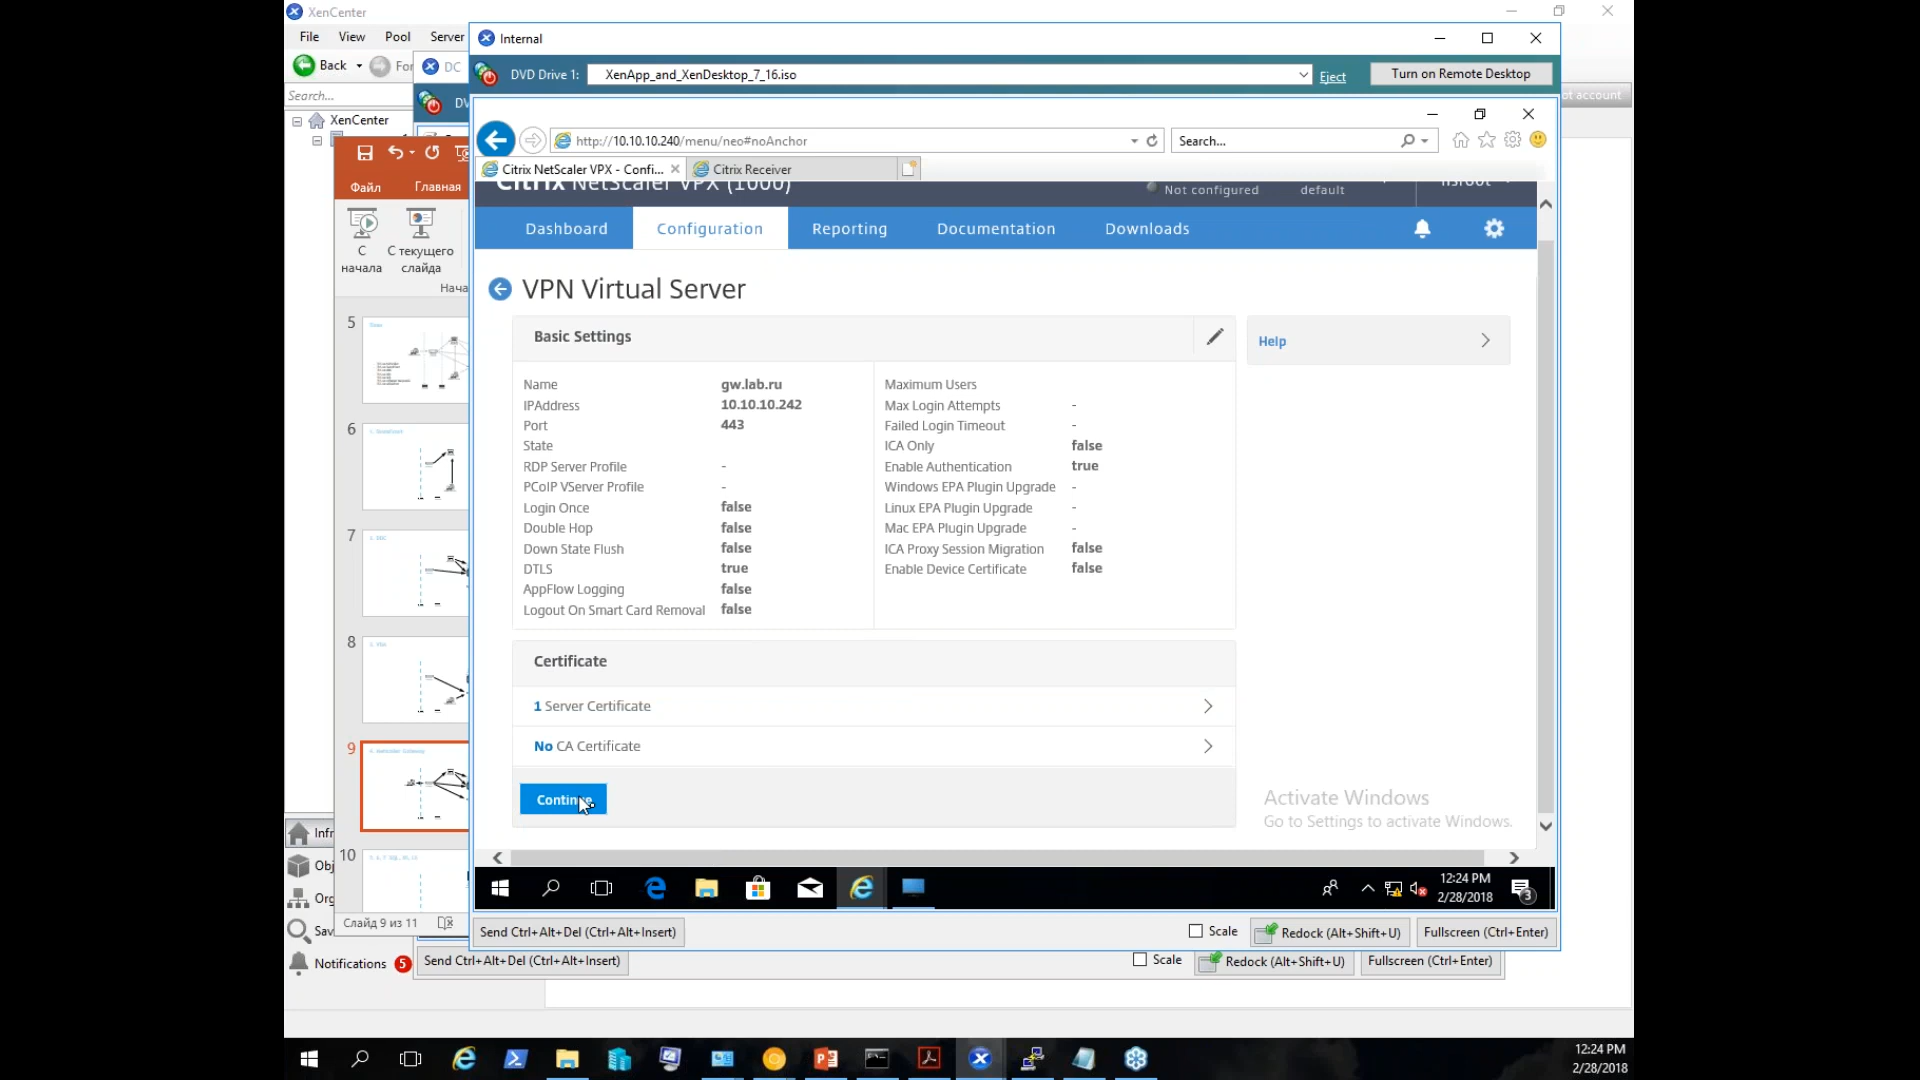 XenCenter
File View Pool Server
Internal
Back
DC
DVD Drive 1: XenApp_and_XenDesktop_7_16.iso Eject Turn on Remote Desktop
Search...
XenCenter
http://10.10.10.240/menu/neo#noAnchor Search...
Citrix NetScaler VPX - Confi... Citrix Receiver
Файл Главная
Citrix NetScaler VPX (1000) Not configured default nsroot
Dashboard Configuration Reporting Documentation Downloads
С начала
С текущего слайда
VPN Virtual Server
Basic Settings
Help
Name gw.lab.ru
IPAddress 10.10.10.242
Port 443
State
RDP Server Profile -
PCoIP VServer Profile -
Login Once false
Double Hop false
Down State Flush false
DTLS true
AppFlow Logging false
Logout On Smart Card Removal false
Maximum Users
Max Login Attempts -
Failed Login Timeout -
ICA Only false
Enable Authentication true
Windows EPA Plugin Upgrade -
Linux EPA Plugin Upgrade -
Mac EPA Plugin Upgrade -
ICA Proxy Session Migration false
Enable Device Certificate false
Certificate
1 Server Certificate
No CA Certificate
Continue
Activate Windows
Go to Settings to activate Windows.
5
6
7
8
9
10
Слайд 9 из 11
12:24 PM
2/28/2018
3
Send Ctrl+Alt+Del (Ctrl+Alt+Insert) Scale Redock (Alt+Shift+U) Fullscreen (Ctrl+Enter)
Notifications 5
Send Ctrl+Alt+Del (Ctrl+Alt+Insert) Scale Redock (Alt+Shift+U) Fullscreen (Ctrl+Enter)
12:24 PM
2/28/2018